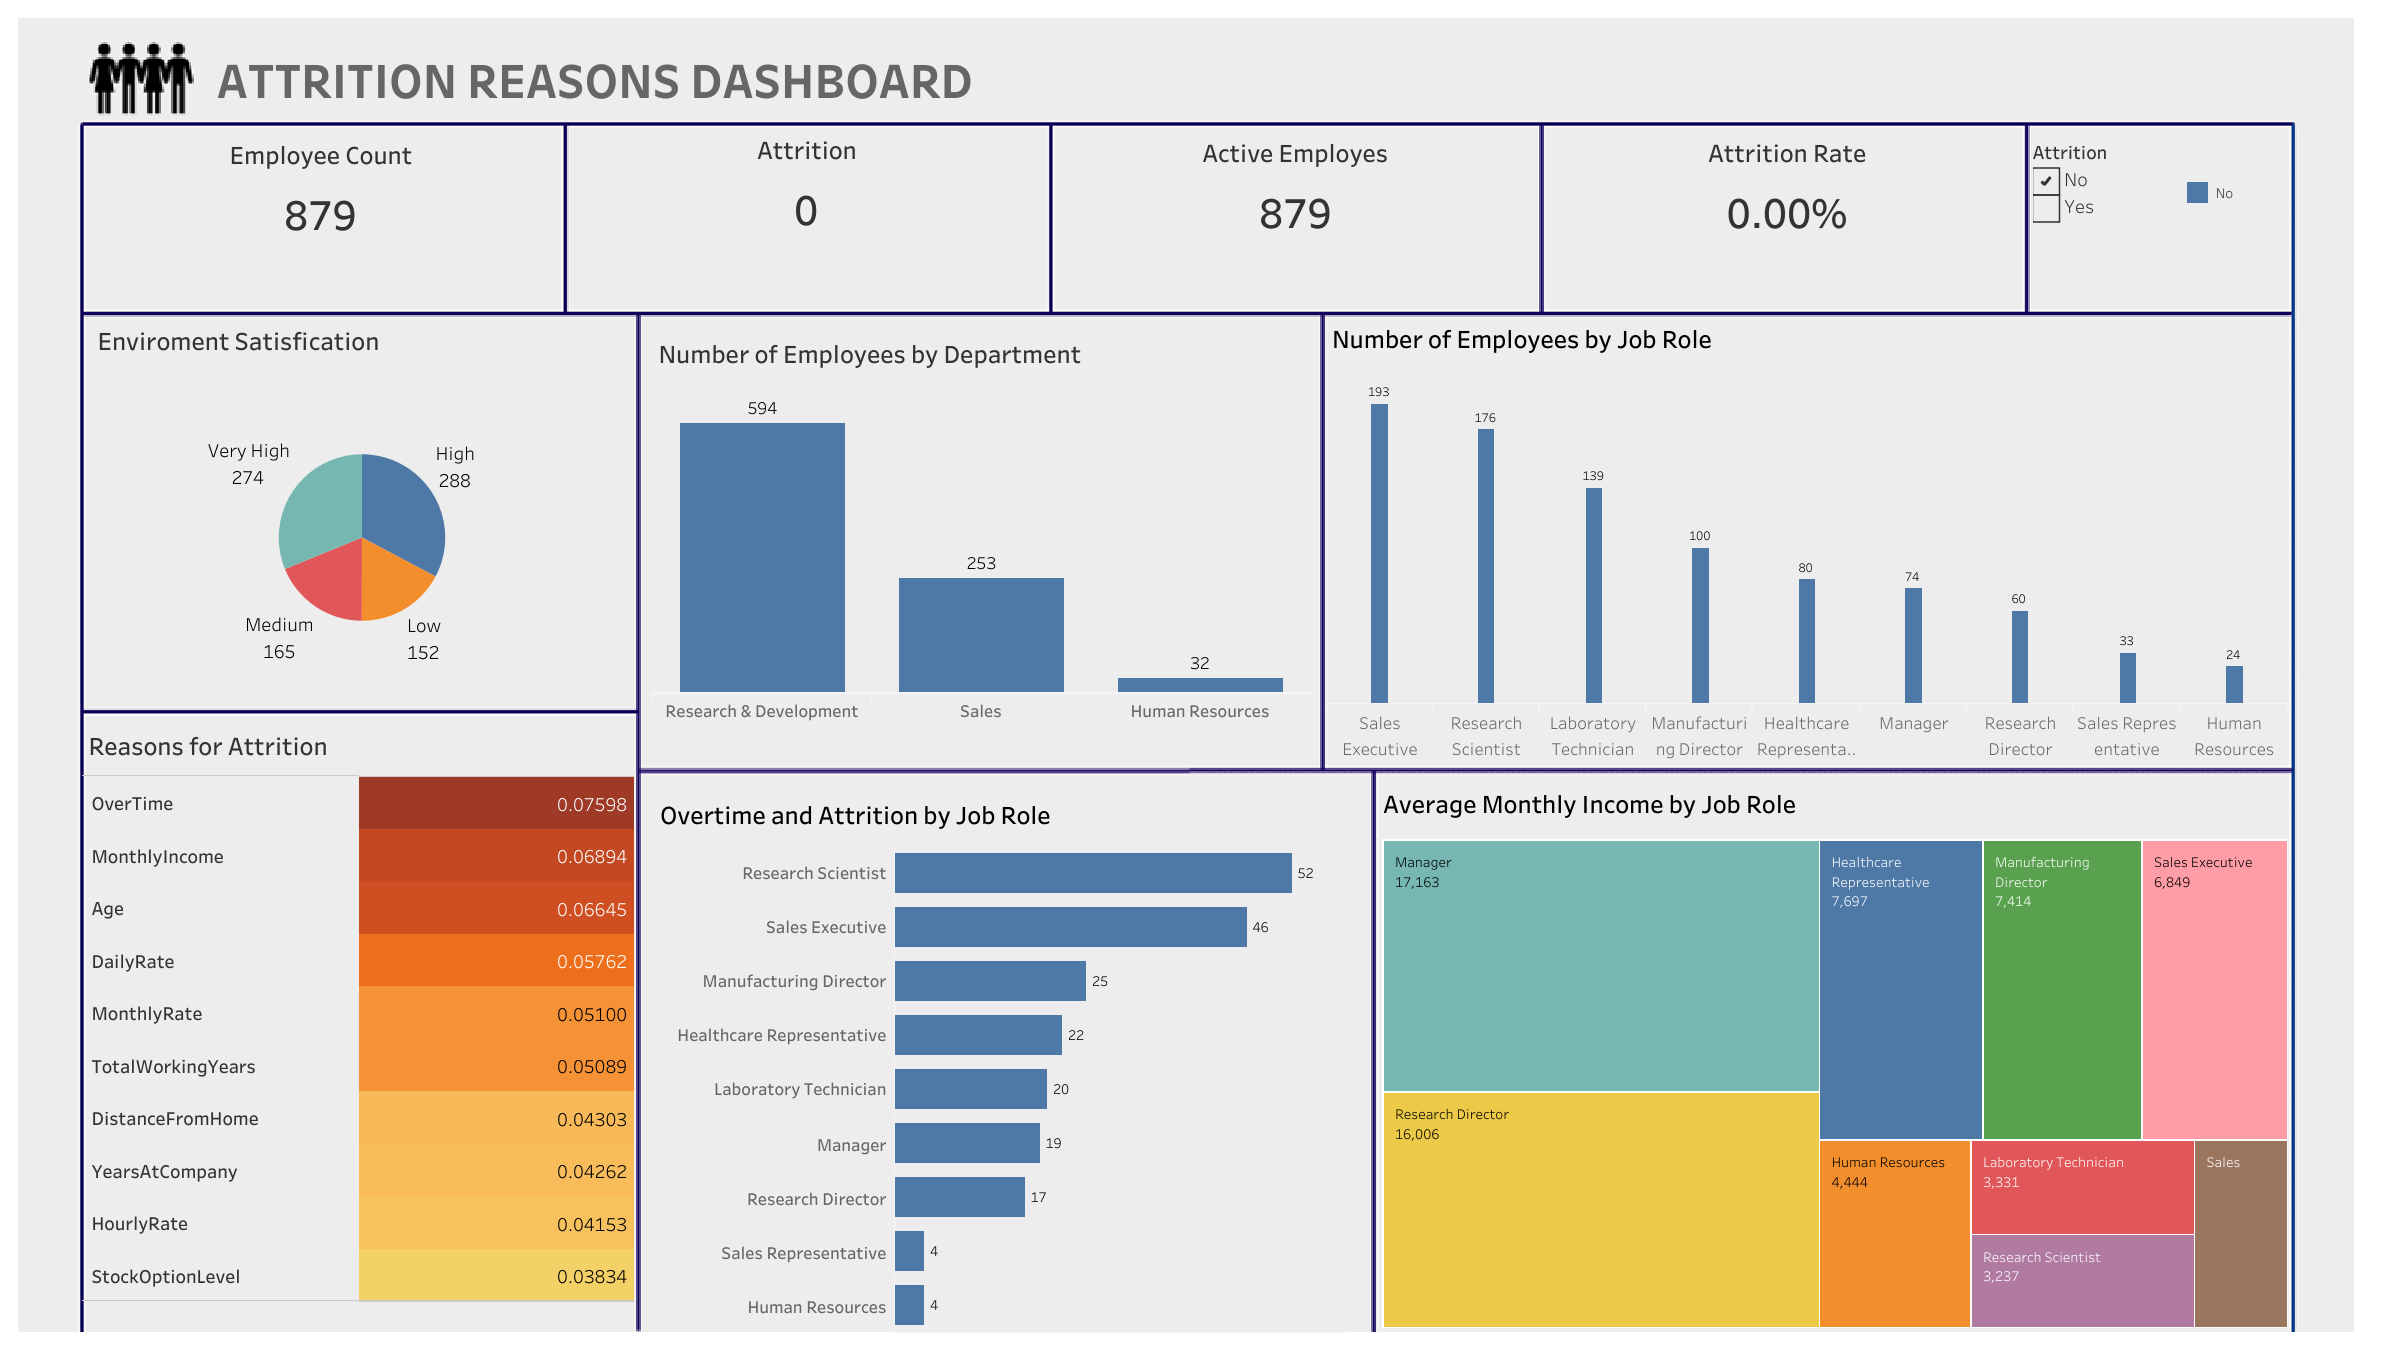 ATTRITION REASONS DASHBOARD
Employee Count
879
Attrition
0
Active Employes
879
Attrition Rate
0.00%
Attrition
No
Yes
No
Enviroment Satisfication
Very High
274
High
288
Medium
165
Low
152
Number of Employees by Department
594
253
32
Research & Development
Sales
Human Resources
Number of Employees by Job Role
193
176
139
100
80
74
60
33
24
Sales
Executive
Research
Scientist
Laboratory
Technician
Manufacturi
ng Director
Healthcare
Representa..
Manager
Research
Director
Sales Repres
entative
Human
Resources
Reasons for Attrition
OverTime 0.07598
MonthlyIncome 0.06894
Age 0.06645
DailyRate 0.05762
MonthlyRate 0.05100
TotalWorkingYears 0.05089
DistanceFromHome 0.04303
YearsAtCompany 0.04262
HourlyRate 0.04153
StockOptionLevel 0.03834
Overtime and Attrition by Job Role
Research Scientist 52
Sales Executive 46
Manufacturing Director 25
Healthcare Representative 22
Laboratory Technician 20
Manager 19
Research Director 17
Sales Representative 4
Human Resources 4
Average Monthly Income by Job Role
Manager
17,163
Healthcare
Representative
7,697
Manufacturing
Director
7,414
Sales Executive
6,849
Research Director
16,006
Human Resources
4,444
Laboratory Technician
3,331
Research Scientist
3,237
Sales